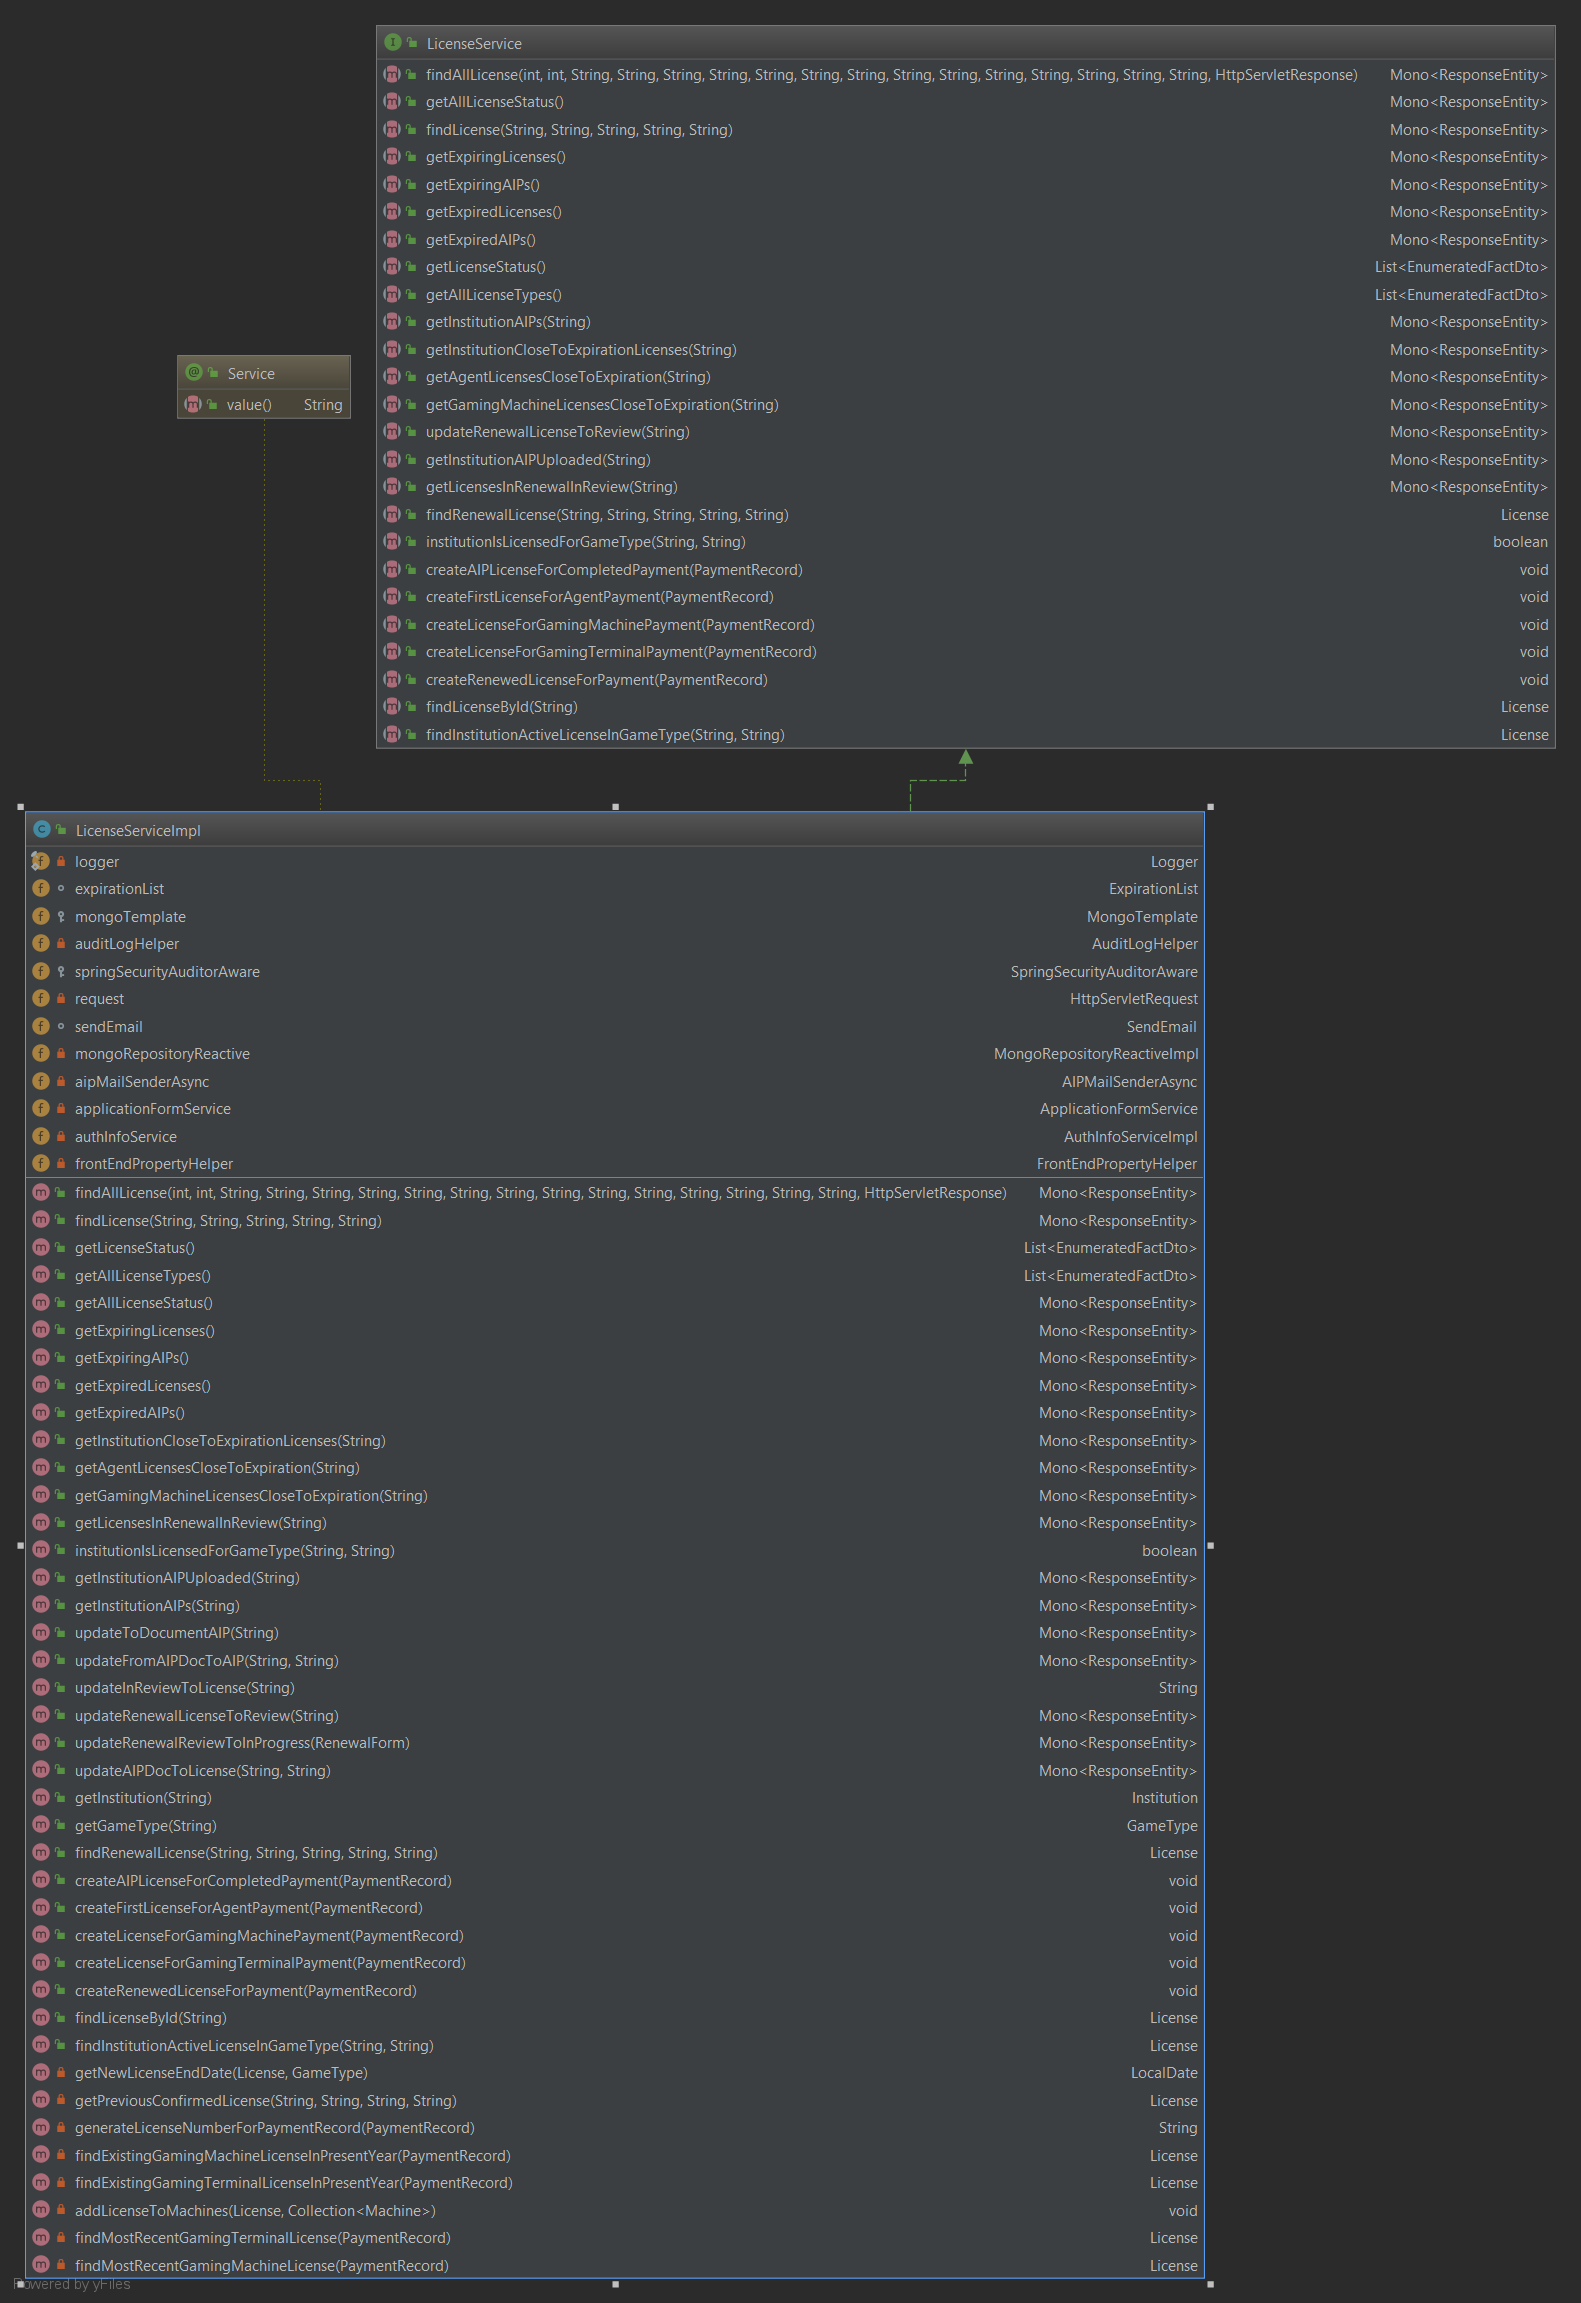 LicenseService
findAllLicense(int, int, String, String, String, String, String, String, String, String, String, String, String, String, String, String, HttpServletResponse) Mono<ResponseEntity>
getAllLicenseStatus() Mono<ResponseEntity>
findLicense(String, String, String, String, String) Mono<ResponseEntity>
getExpiringLicenses() Mono<ResponseEntity>
getExpiringAIPs() Mono<ResponseEntity>
getExpiredLicenses() Mono<ResponseEntity>
getExpiredAIPs() Mono<ResponseEntity>
getLicenseStatus() List<EnumeratedFactDto>
getAllLicenseTypes() List<EnumeratedFactDto>
getInstitutionAIPs(String) Mono<ResponseEntity>
getInstitutionCloseToExpirationLicenses(String) Mono<ResponseEntity>
getAgentLicensesCloseToExpiration(String) Mono<ResponseEntity>
getGamingMachineLicensesCloseToExpiration(String) Mono<ResponseEntity>
updateRenewalLicenseToReview(String) Mono<ResponseEntity>
getInstitutionAIPUploaded(String) Mono<ResponseEntity>
getLicensesInRenewalInReview(String) Mono<ResponseEntity>
findRenewalLicense(String, String, String, String, String) License
institutionIsLicensedForGameType(String, String) boolean
createAIPLicenseForCompletedPayment(PaymentRecord) void
createFirstLicenseForAgentPayment(PaymentRecord) void
createLicenseForGamingMachinePayment(PaymentRecord) void
createLicenseForGamingTerminalPayment(PaymentRecord) void
createRenewedLicenseForPayment(PaymentRecord) void
findLicenseById(String) License
findInstitutionActiveLicenseInGameType(String, String) License
Service
value() String
LicenseServiceImpl
logger Logger
expirationList ExpirationList
mongoTemplate MongoTemplate
auditLogHelper AuditLogHelper
springSecurityAuditorAware SpringSecurityAuditorAware
request HttpServletRequest
sendEmail SendEmail
mongoRepositoryReactive MongoRepositoryReactiveImpl
aipMailSenderAsync AIPMailSenderAsync
applicationFormService ApplicationFormService
authInfoService AuthInfoServiceImpl
frontEndPropertyHelper FrontEndPropertyHelper
findAllLicense(int, int, String, String, String, String, String, String, String, String, String, String, String, String, String, String, HttpServletResponse) Mono<ResponseEntity>
findLicense(String, String, String, String, String) Mono<ResponseEntity>
getLicenseStatus() List<EnumeratedFactDto>
getAllLicenseTypes() List<EnumeratedFactDto>
getAllLicenseStatus() Mono<ResponseEntity>
getExpiringLicenses() Mono<ResponseEntity>
getExpiringAIPs() Mono<ResponseEntity>
getExpiredLicenses() Mono<ResponseEntity>
getExpiredAIPs() Mono<ResponseEntity>
getInstitutionCloseToExpirationLicenses(String) Mono<ResponseEntity>
getAgentLicensesCloseToExpiration(String) Mono<ResponseEntity>
getGamingMachineLicensesCloseToExpiration(String) Mono<ResponseEntity>
getLicensesInRenewalInReview(String) Mono<ResponseEntity>
institutionIsLicensedForGameType(String, String) boolean
getInstitutionAIPUploaded(String) Mono<ResponseEntity>
getInstitutionAIPs(String) Mono<ResponseEntity>
updateToDocumentAIP(String) Mono<ResponseEntity>
updateFromAIPDocToAIP(String, String) Mono<ResponseEntity>
updateInReviewToLicense(String) String
updateRenewalLicenseToReview(String) Mono<ResponseEntity>
updateRenewalReviewToInProgress(RenewalForm) Mono<ResponseEntity>
updateAIPDocToLicense(String, String) Mono<ResponseEntity>
getInstitution(String) Institution
getGameType(String) GameType
findRenewalLicense(String, String, String, String, String) License
createAIPLicenseForCompletedPayment(PaymentRecord) void
createFirstLicenseForAgentPayment(PaymentRecord) void
createLicenseForGamingMachinePayment(PaymentRecord) void
createLicenseForGamingTerminalPayment(PaymentRecord) void
createRenewedLicenseForPayment(PaymentRecord) void
findLicenseById(String) License
findInstitutionActiveLicenseInGameType(String, String) License
getNewLicenseEndDate(License, GameType) LocalDate
getPreviousConfirmedLicense(String, String, String, String) License
generateLicenseNumberForPaymentRecord(PaymentRecord) String
findExistingGamingMachineLicenseInPresentYear(PaymentRecord) License
findExistingGamingTerminalLicenseInPresentYear(PaymentRecord) License
addLicenseToMachines(License, Collection<Machine>) void
findMostRecentGamingTerminalLicense(PaymentRecord) License
findMostRecentGamingMachineLicense(PaymentRecord) License
Powered by yFiles